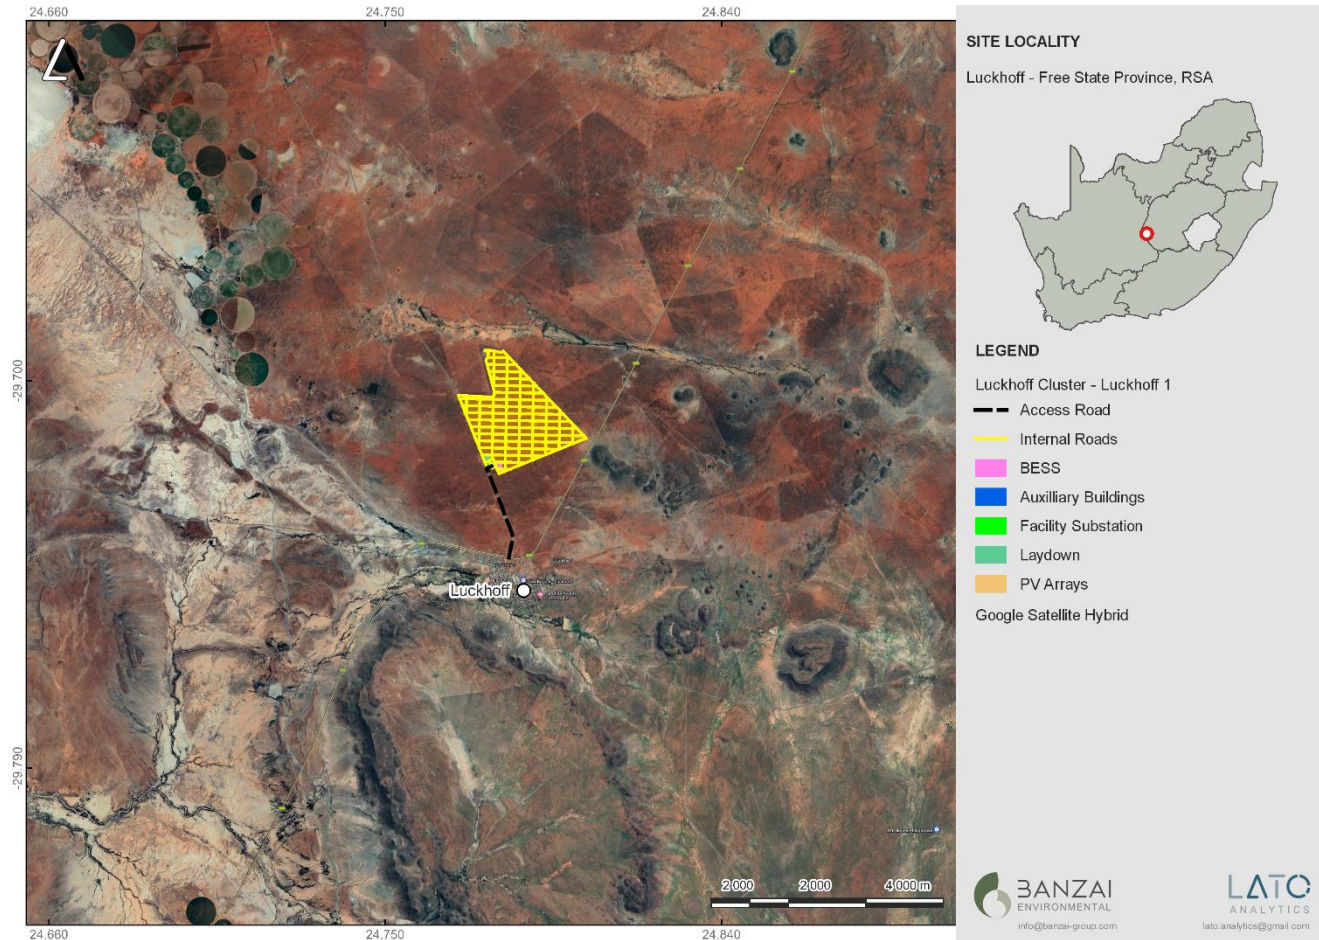 24.660
24.750
24.840
-29.700
-29.790
Luckhoff
2 000
2 000
4 000 m
24.660
24.750
24.840
SITE LOCALITY
Luckhoff - Free State Province, RSA
LEGEND
Luckhoff Cluster - Luckhoff 1
Access Road
Internal Roads
BESS
Auxilliary Buildings
Facility Substation
Laydown
PV Arrays
Google Satellite Hybrid
BANZAI
ENVIRONMENTAL
info@banzai-group.com
LATO
ANALYTICS
lato.analytics@gmail.com